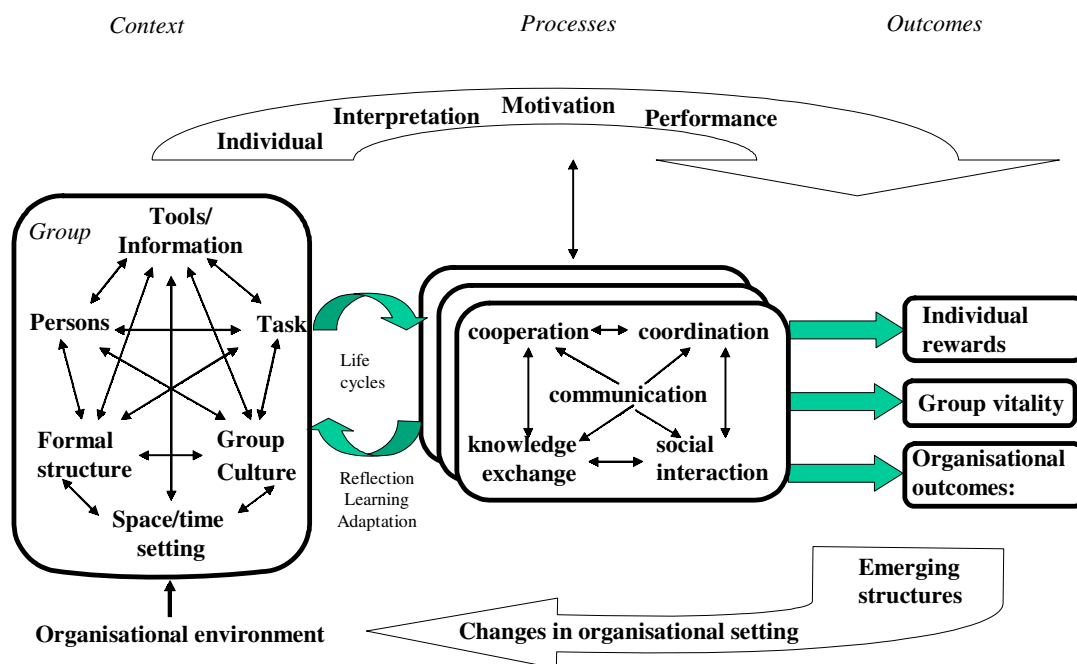 Context
Processes
Outcomes
Individual
Interpretation
Motivation
Performance
Group
Tools/
Information
Persons
Task
Formal
structure
Group
Culture
Space/time
setting
Organisational environment
Life
cycles
Reflection
Learning
Adaptation
cooperation
coordination
communication
knowledge
exchange
social
interaction
Individual
rewards
Group vitality
Organisational
outcomes:
Emerging
structures
Changes in organisational setting